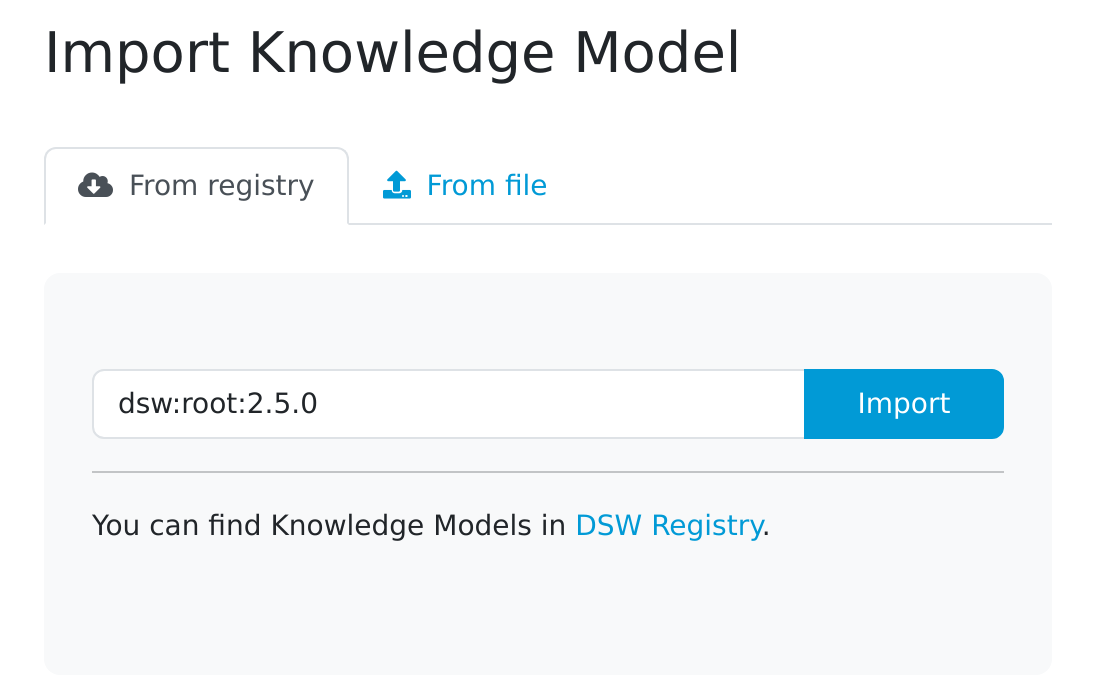 Import Knowledge Model
From registry From file
dsw:root:2.5.0 Import
You can find Knowledge Models in DSW Registry.